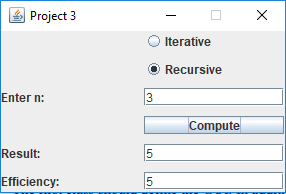 Project 3
Iterative
Recursive
Enter n: 3
Compute
Result: 5
Efficiency: 5